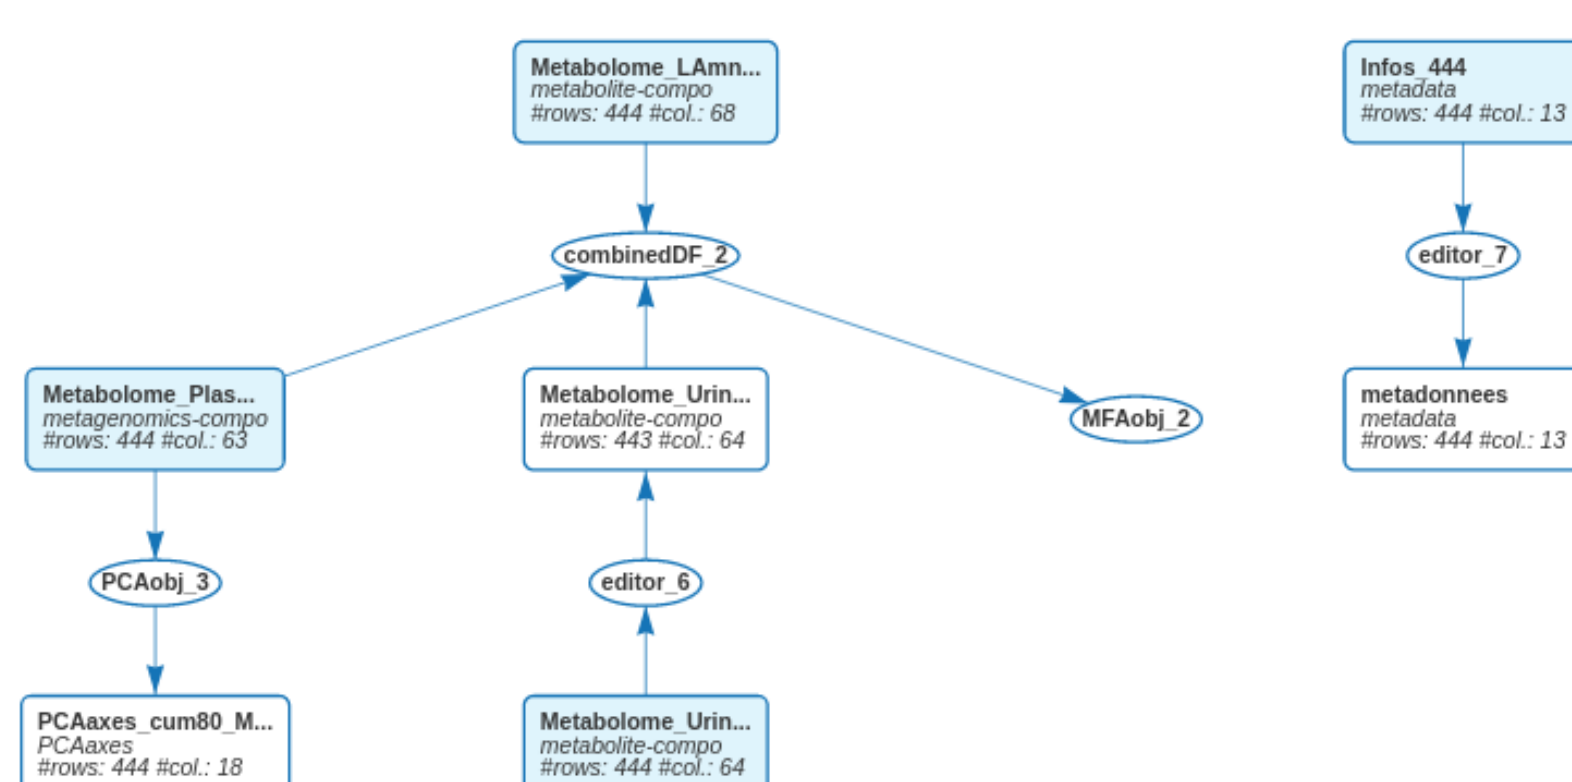 Metabolome_LAmn...
metabolite-compo
#rows: 444 #col.: 68
Infos_444
metadata
#rows: 444 #col.: 13
combinedDF_2
editor_7
Metabolome_Plas...
metagenomics-compo
#rows: 444 #col.: 63
Metabolome_Urin...
metabolite-compo
#rows: 443 #col.: 64
MFAobj_2
metadonnees
metadata
#rows: 444 #col.: 13
PCAobj_3
editor_6
PCAaxes_cum80_M...
PCAaxes
#rows: 444 #col.: 18
Metabolome_Urin...
metabolite-compo
#rows: 444 #col.: 64